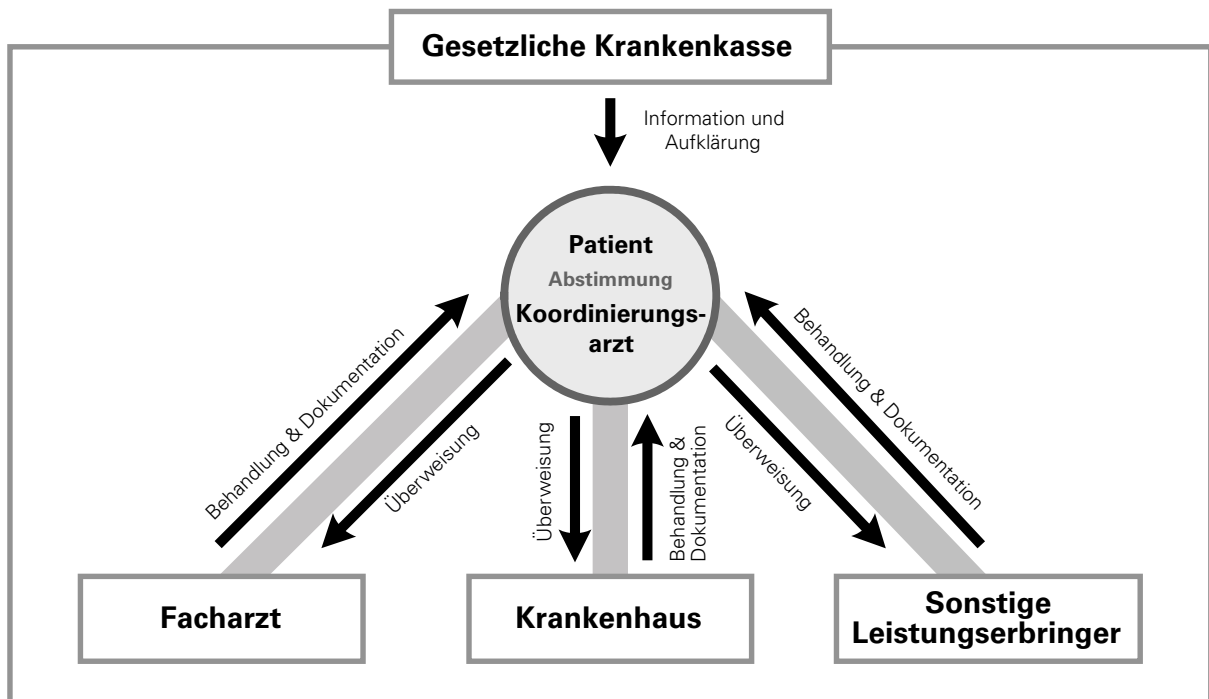 Gesetzliche Krankenkasse
Information und
Aufklärung
Patient
Abstimmung
Koordinierungs-
arzt
Behandlung & Dokumentation
Überweisung
Überweisung
Behandlung &
Dokumentation
Überweisung
Behandlung & Dokumentation
Facharzt
Krankenhaus
Sonstige
Leistungserbringer